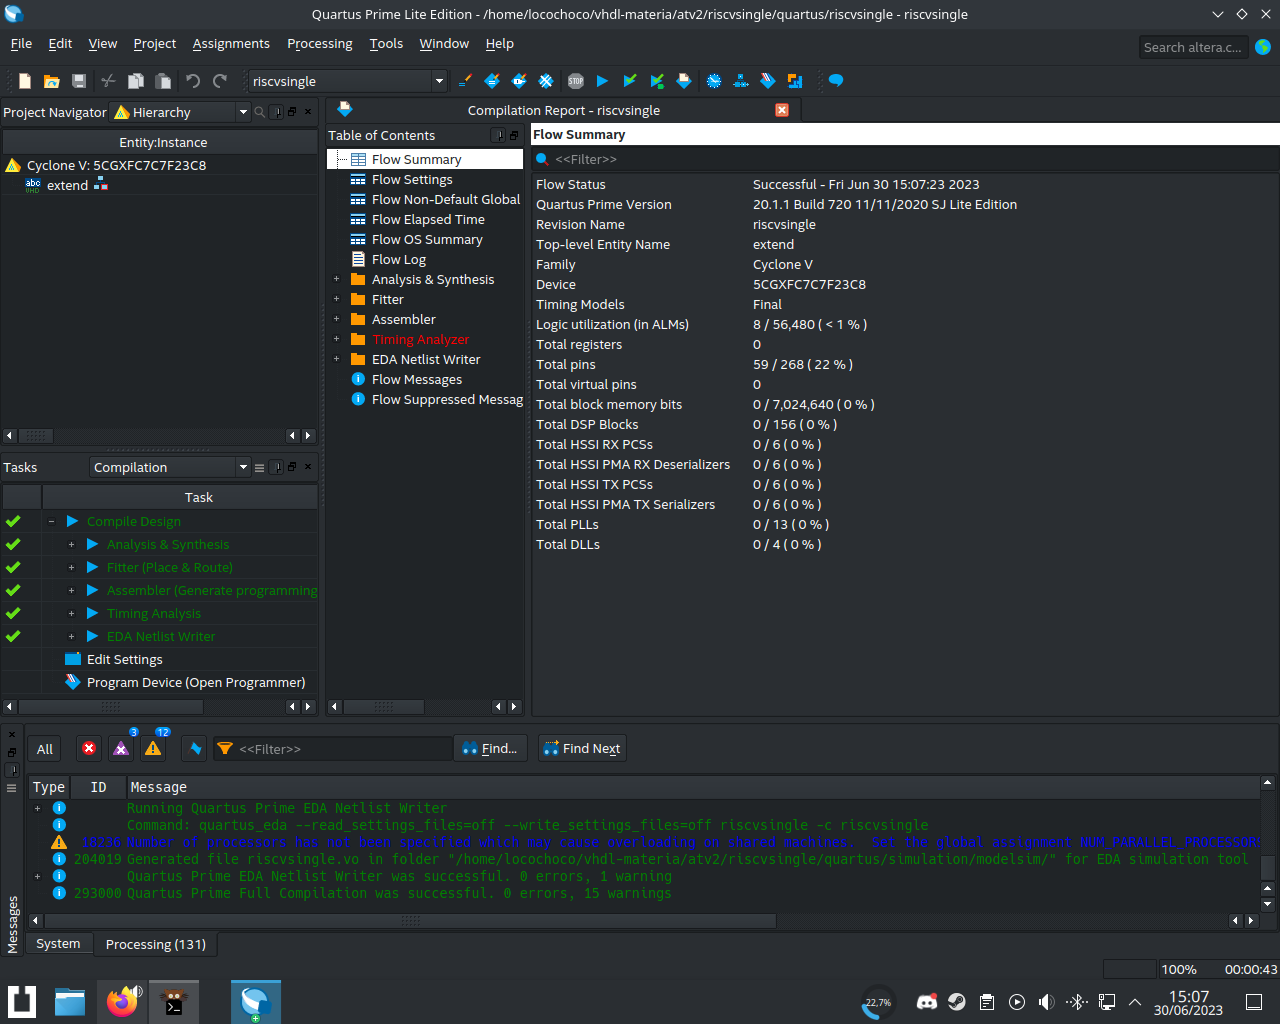 Quartus Prime Lite Edition - /home/locochoco/vhdl-materia/atv2/riscvsingle/quartus/riscvsingle - riscvsingle
File Edit View Project Assignments Processing Tools Window Help
Search altera.c...
riscvsingle
STOP
Project Navigator Hierarchy
Entity:Instance
Cyclone V: 5CGXFC7C7F23C8
abc extend
Tasks Compilation
Task
Compile Design
Analysis & Synthesis
Fitter (Place & Route)
Assembler (Generate programming
Timing Analysis
EDA Netlist Writer
Edit Settings
Program Device (Open Programmer)
Compilation Report - riscvsingle
Table of Contents
Flow Summary
Flow Settings
Flow Non-Default Global
Flow Elapsed Time
Flow OS Summary
Flow Log
Analysis & Synthesis
Fitter
Assembler
Timing Analyzer
EDA Netlist Writer
Flow Messages
Flow Suppressed Messag
Flow Summary
<<Filter>>
Flow Status Successful - Fri Jun 30 15:07:23 2023
Quartus Prime Version 20.1.1 Build 720 11/11/2020 SJ Lite Edition
Revision Name riscvsingle
Top-level Entity Name extend
Family Cyclone V
Device 5CGXFC7C7F23C8
Timing Models Final
Logic utilization (in ALMs) 8 / 56,480 ( < 1 % )
Total registers 0
Total pins 59 / 268 ( 22 % )
Total virtual pins 0
Total block memory bits 0 / 7,024,640 ( 0 % )
Total DSP Blocks 0 / 156 ( 0 % )
Total HSSI RX PCSs 0 / 6 ( 0 % )
Total HSSI PMA RX Deserializers 0 / 6 ( 0 % )
Total HSSI TX PCSs 0 / 6 ( 0 % )
Total HSSI PMA TX Serializers 0 / 6 ( 0 % )
Total PLLs 0 / 13 ( 0 % )
Total DLLs 0 / 4 ( 0 % )
Messages
All 3 12 <<Filter>> Find... Find Next
Type ID Message
Running Quartus Prime EDA Netlist Writer
Command: quartus_eda --read_settings_files=off --write_settings_files=off riscvsingle -c riscvsingle
18236 Number of processors has not been specified which may cause overloading on shared machines. Set the global assignment NUM_PARALLEL_PROCESSORS
204019 Generated file riscvsingle.vo in folder "/home/locochoco/vhdl-materia/atv2/riscvsingle/quartus/simulation/modelsim/" for EDA simulation tool
Quartus Prime EDA Netlist Writer was successful. 0 errors, 1 warning
293000 Quartus Prime Full Compilation was successful. 0 errors, 15 warnings
System Processing (131)
100% 00:00:43
22,7%
15:07
30/06/2023